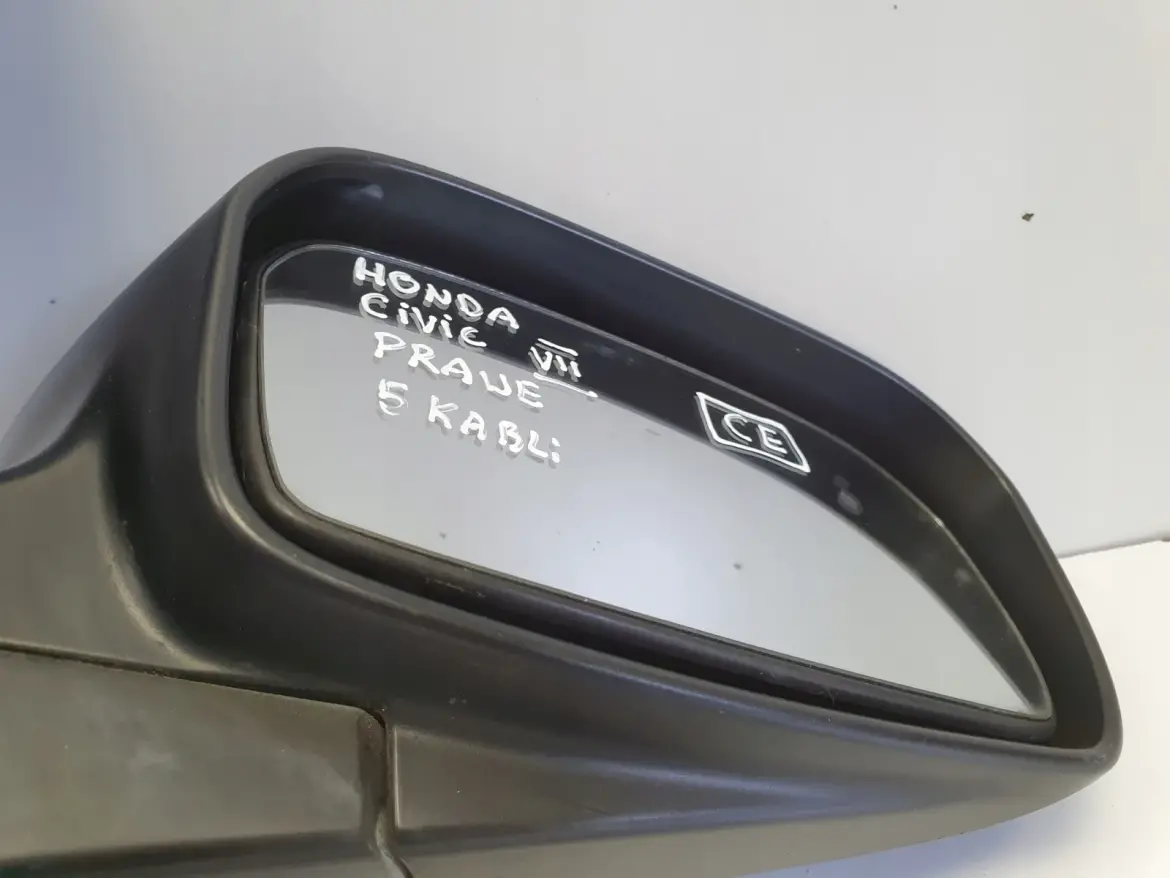 HONDA
CiViC VII
PRAWE
5 KABLi
CE